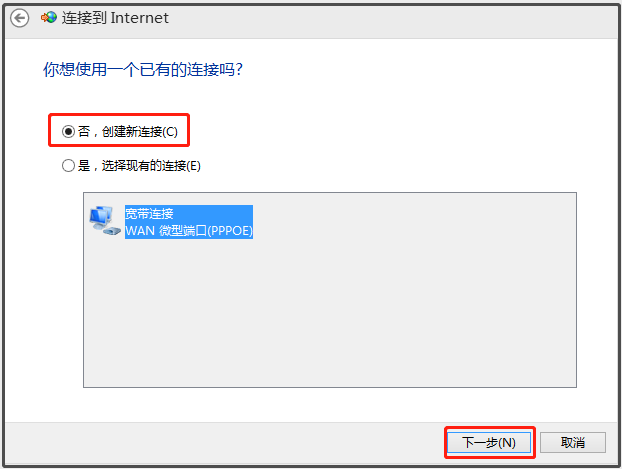 连接到 Internet
你想使用一个已有的连接吗?
否，创建新连接(C)
是，选择现有的连接(E)
宽带连接
WAN 微型端口(PPPOE)
下一步(N)
取消